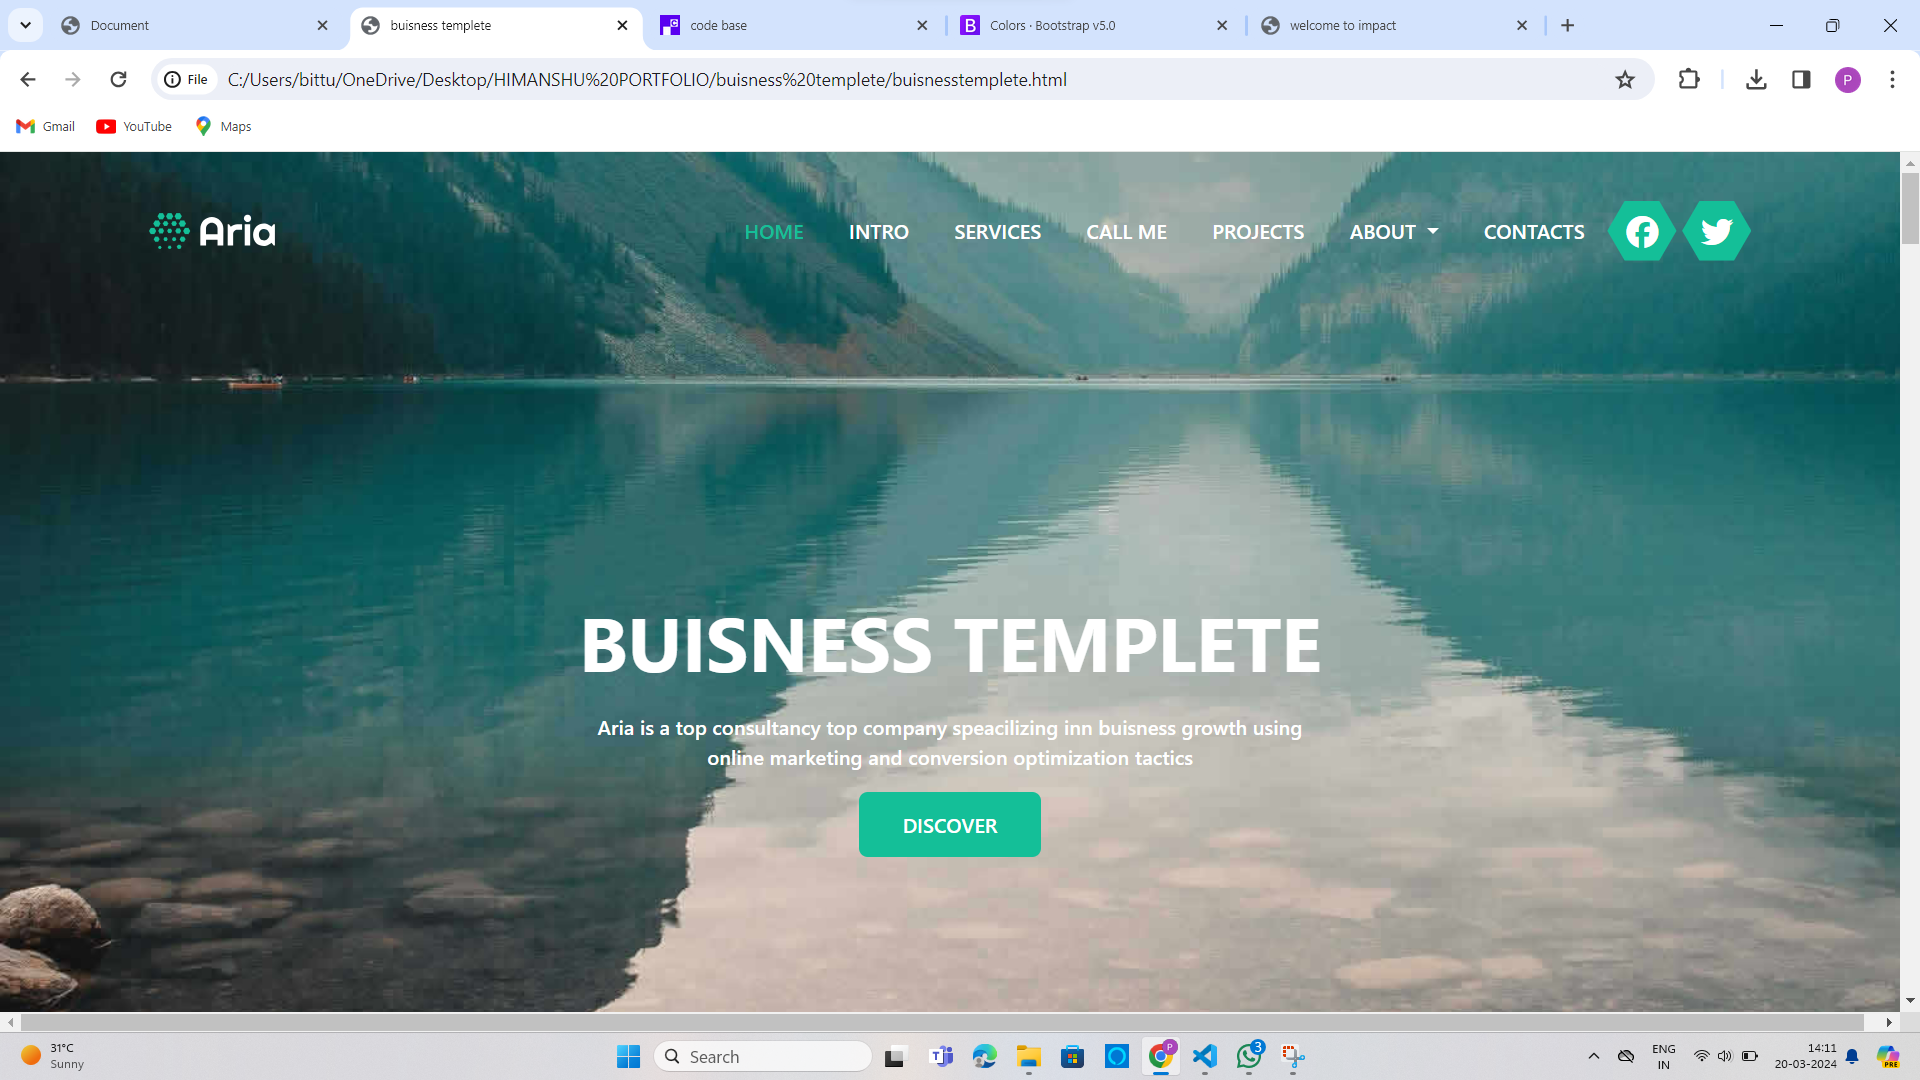 Document
buisness templete
code base
Colors · Bootstrap v5.0
welcome to impact
File
C:/Users/bittu/OneDrive/Desktop/HIMANSHU%20PORTFOLIO/buisness%20templete/buisnesstemplete.html
P
Gmail
YouTube
Maps
Aria
HOME
INTRO
SERVICES
CALL ME
PROJECTS
ABOUT
CONTACTS
BUISNESS TEMPLETE
Aria is a top consultancy top company speacilizing inn buisness growth using
online marketing and conversion optimization tactics
DISCOVER
31°C
Sunny
Search
P
3
ENG
IN
14:11
20-03-2024
PRE